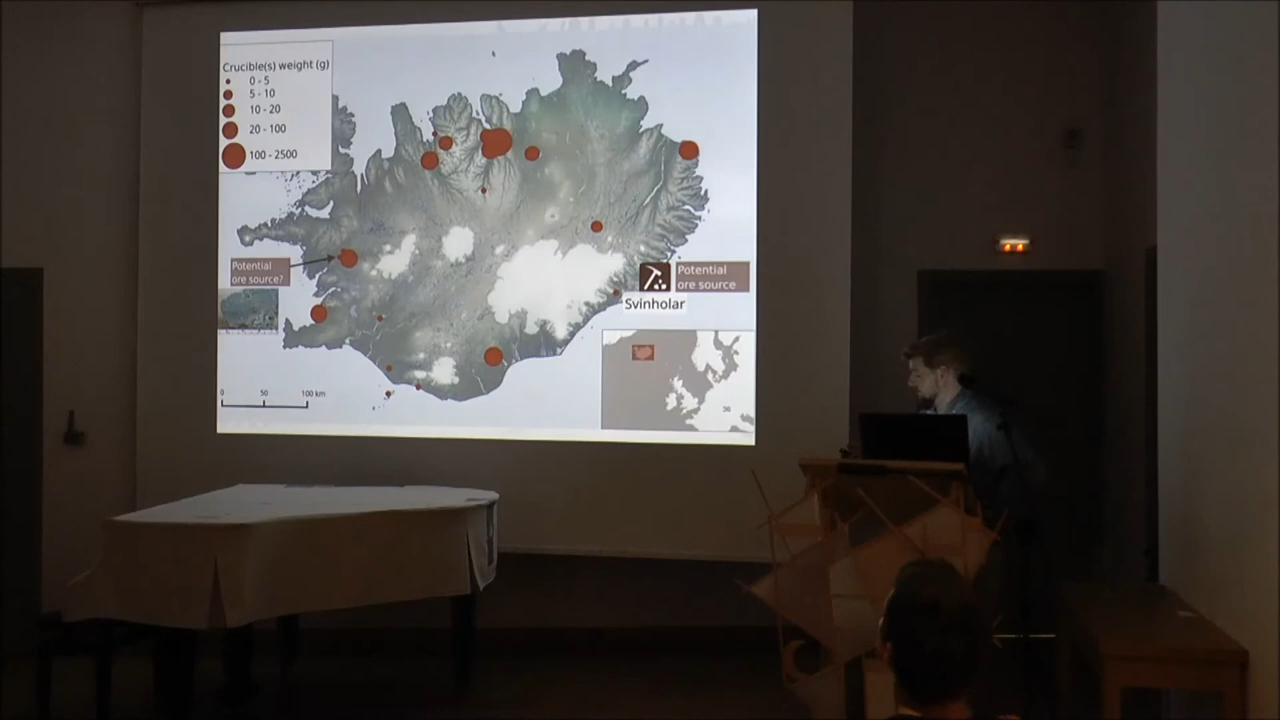 Crucible(s) weight (g)
0 - 5
5 - 10
10 - 20
20 - 100
100 - 2500
Potential
ore source?
Potential
ore source
Svinholar
0 50 100 km